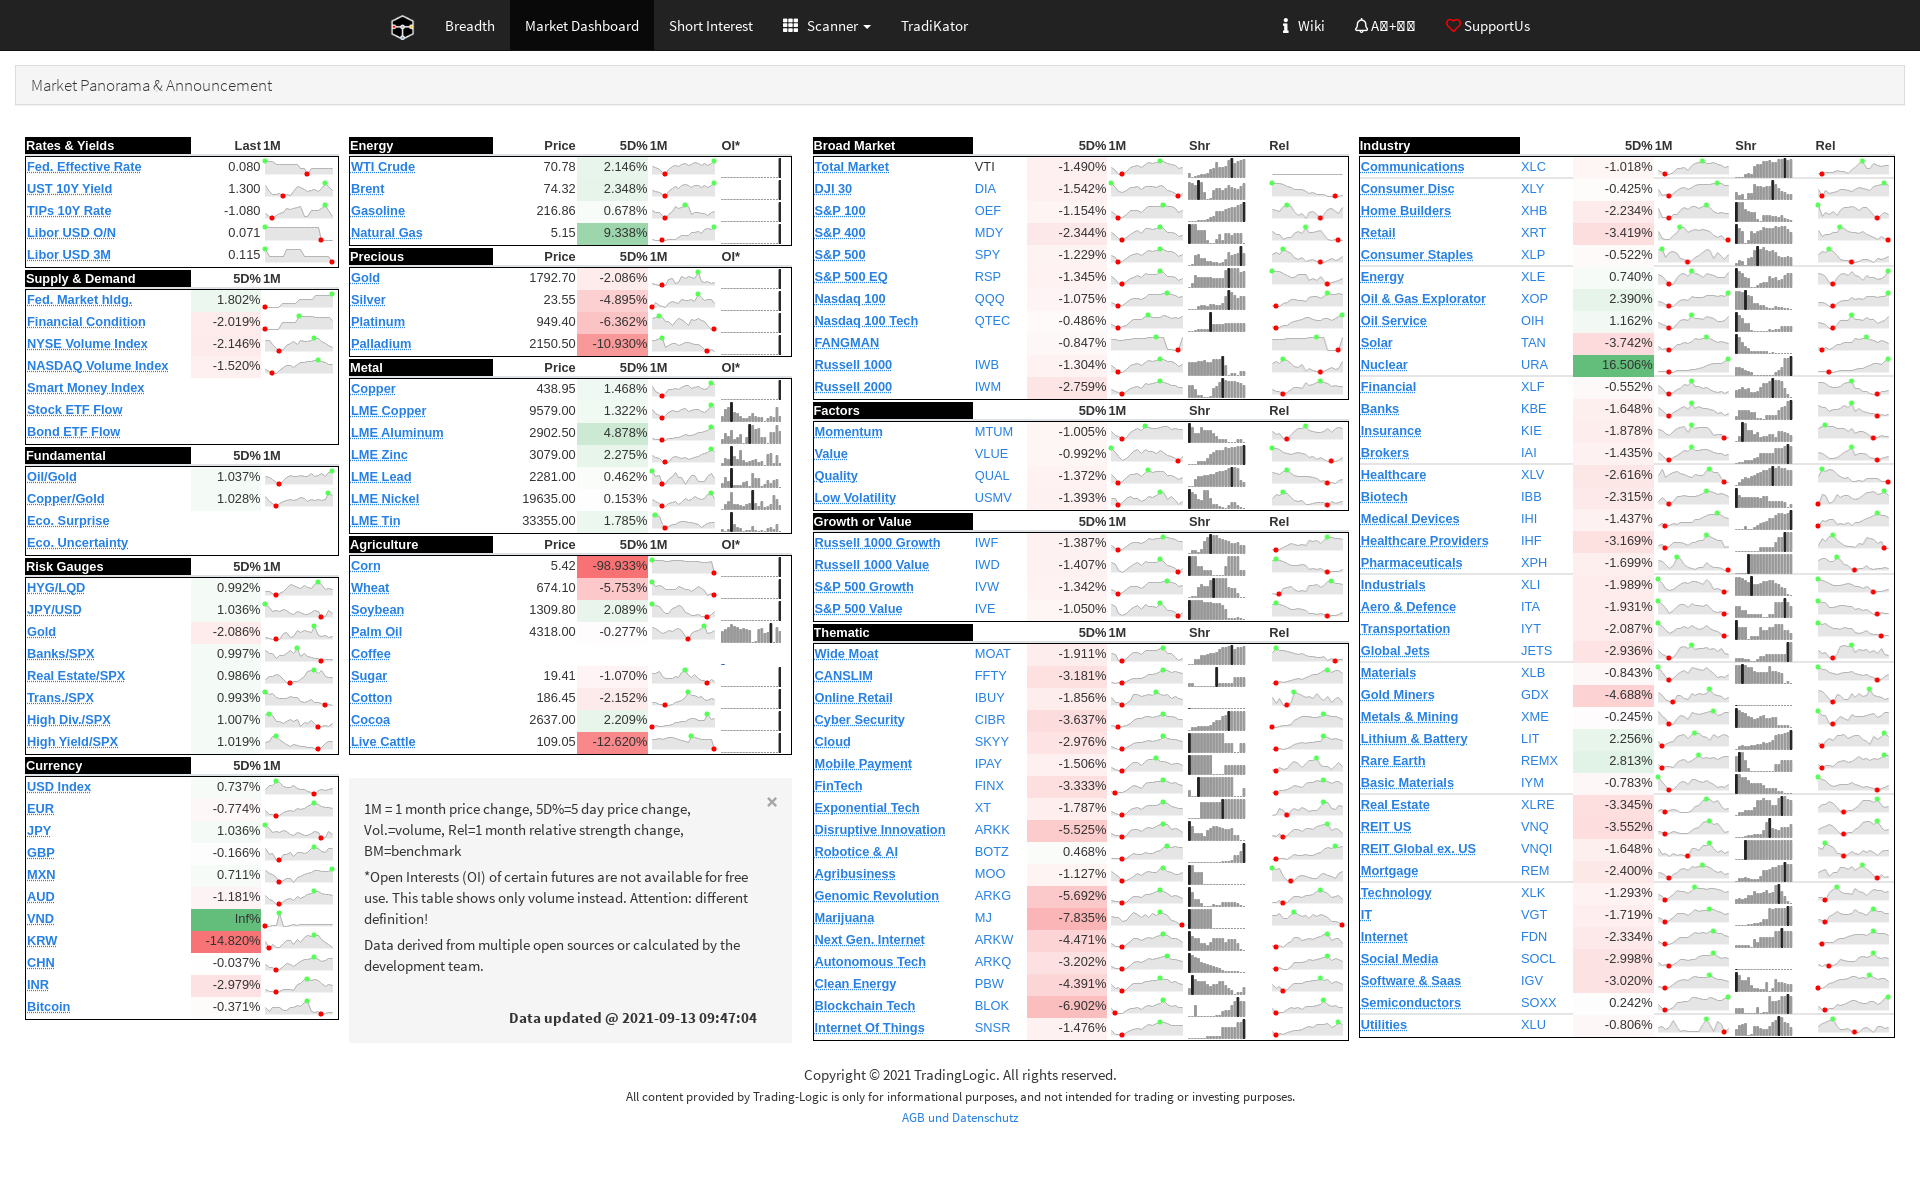 Breadth Market Dashboard Short Interest Scanner TradiKator Wiki SupportUs
Market Panorama & Announcement
Rates & Yields Last 1M
Fed. Effective Rate 0.080
UST 10Y Yield 1.300
TIPs 10Y Rate -1.080
Libor USD O/N 0.071
Libor USD 3M 0.115
Supply & Demand 5D% 1M
Fed. Market hldg. 1.802%
Financial Condition -2.019%
NYSE Volume Index -2.146%
NASDAQ Volume Index -1.520%
Smart Money Index
Stock ETF Flow
Bond ETF Flow
Fundamental 5D% 1M
Oil/Gold 1.037%
Copper/Gold 1.028%
Eco. Surprise
Eco. Uncertainty
Risk Gauges 5D% 1M
HYG/LQD 0.992%
JPY/USD 1.036%
Gold -2.086%
Banks/SPX 0.997%
Real Estate/SPX 0.986%
Trans./SPX 0.993%
High Div./SPX 1.007%
High Yield/SPX 1.019%
Currency 5D% 1M
USD Index 0.737%
EUR -0.774%
JPY 1.036%
GBP -0.166%
MXN 0.711%
AUD -1.181%
VND Inf%
KRW -14.820%
CHN -0.037%
INR -2.979%
Bitcoin -0.371%
Energy Price 5D% 1M OI*
WTI Crude 70.78 2.146%
Brent 74.32 2.348%
Gasoline 216.86 0.678%
Natural Gas 5.15 9.338%
Precious Price 5D% 1M OI*
Gold 1792.70 -2.086%
Silver 23.55 -4.895%
Platinum 949.40 -6.362%
Palladium 2150.50 -10.930%
Metal Price 5D% 1M OI*
Copper 438.95 1.468%
LME Copper 9579.00 1.322%
LME Aluminum 2902.50 4.878%
LME Zinc 3079.00 2.275%
LME Lead 2281.00 0.462%
LME Nickel 19635.00 0.153%
LME Tin 33355.00 1.785%
Agriculture Price 5D% 1M OI*
Corn 5.42 -98.933%
Wheat 674.10 -5.753%
Soybean 1309.80 2.089%
Palm Oil 4318.00 -0.277%
Coffee -
Sugar 19.41 -1.070%
Cotton 186.45 -2.152%
Cocoa 2637.00 2.209%
Live Cattle 109.05 -12.620%
×
1M = 1 month price change, 5D%=5 day price change,
Vol.=volume, Rel=1 month relative strength change,
BM=benchmark
*Open Interests (OI) of certain futures are not available for free
use. This table shows only volume instead. Attention: different
definition!
Data derived from multiple open sources or calculated by the
development team.
Data updated @ 2021-09-13 09:47:04
Broad Market 5D% 1M Shr Rel
Total Market VTI -1.490%
DJI 30 DIA -1.542%
S&P 100 OEF -1.154%
S&P 400 MDY -2.344%
S&P 500 SPY -1.229%
S&P 500 EQ RSP -1.345%
Nasdaq 100 QQQ -1.075%
Nasdaq 100 Tech QTEC -0.486%
FANGMAN -0.847%
Russell 1000 IWB -1.304%
Russell 2000 IWM -2.759%
Factors 5D% 1M Shr Rel
Momentum MTUM -1.005%
Value VLUE -0.992%
Quality QUAL -1.372%
Low Volatility USMV -1.393%
Growth or Value 5D% 1M Shr Rel
Russell 1000 Growth IWF -1.387%
Russell 1000 Value IWD -1.407%
S&P 500 Growth IVW -1.342%
S&P 500 Value IVE -1.050%
Thematic 5D% 1M Shr Rel
Wide Moat MOAT -1.911%
CANSLIM FFTY -3.181%
Online Retail IBUY -1.856%
Cyber Security CIBR -3.637%
Cloud SKYY -2.976%
Mobile Payment IPAY -1.506%
FinTech FINX -3.333%
Exponential Tech XT -1.787%
Disruptive Innovation ARKK -5.525%
Robotice & AI BOTZ 0.468%
Agribusiness MOO -1.127%
Genomic Revolution ARKG -5.692%
Marijuana MJ -7.835%
Next Gen. Internet ARKW -4.471%
Autonomous Tech ARKQ -3.202%
Clean Energy PBW -4.391%
Blockchain Tech BLOK -6.902%
Internet Of Things SNSR -1.476%
Industry 5D% 1M Shr Rel
Communications XLC -1.018%
Consumer Disc XLY -0.425%
Home Builders XHB -2.234%
Retail XRT -3.419%
Consumer Staples XLP -0.522%
Energy XLE 0.740%
Oil & Gas Explorator XOP 2.390%
Oil Service OIH 1.162%
Solar TAN -3.742%
Nuclear URA 16.506%
Financial XLF -0.552%
Banks KBE -1.648%
Insurance KIE -1.878%
Brokers IAI -1.435%
Healthcare XLV -2.616%
Biotech IBB -2.315%
Medical Devices IHI -1.437%
Healthcare Providers IHF -3.169%
Pharmaceuticals XPH -1.699%
Industrials XLI -1.989%
Aero & Defence ITA -1.931%
Transportation IYT -2.087%
Global Jets JETS -2.936%
Materials XLB -0.843%
Gold Miners GDX -4.688%
Metals & Mining XME -0.245%
Lithium & Battery LIT 2.256%
Rare Earth REMX 2.813%
Basic Materials IYM -0.783%
Real Estate XLRE -3.345%
REIT US VNQ -3.552%
REIT Global ex. US VNQI -1.648%
Mortgage REM -2.400%
Technology XLK -1.293%
IT VGT -1.719%
Internet FDN -2.334%
Social Media SOCL -2.998%
Software & Saas IGV -3.020%
Semiconductors SOXX 0.242%
Utilities XLU -0.806%
Copyright © 2021 TradingLogic. All rights reserved.
All content provided by Trading-Logic is only for informational purposes, and not intended for trading or investing purposes.
AGB und Datenschutz